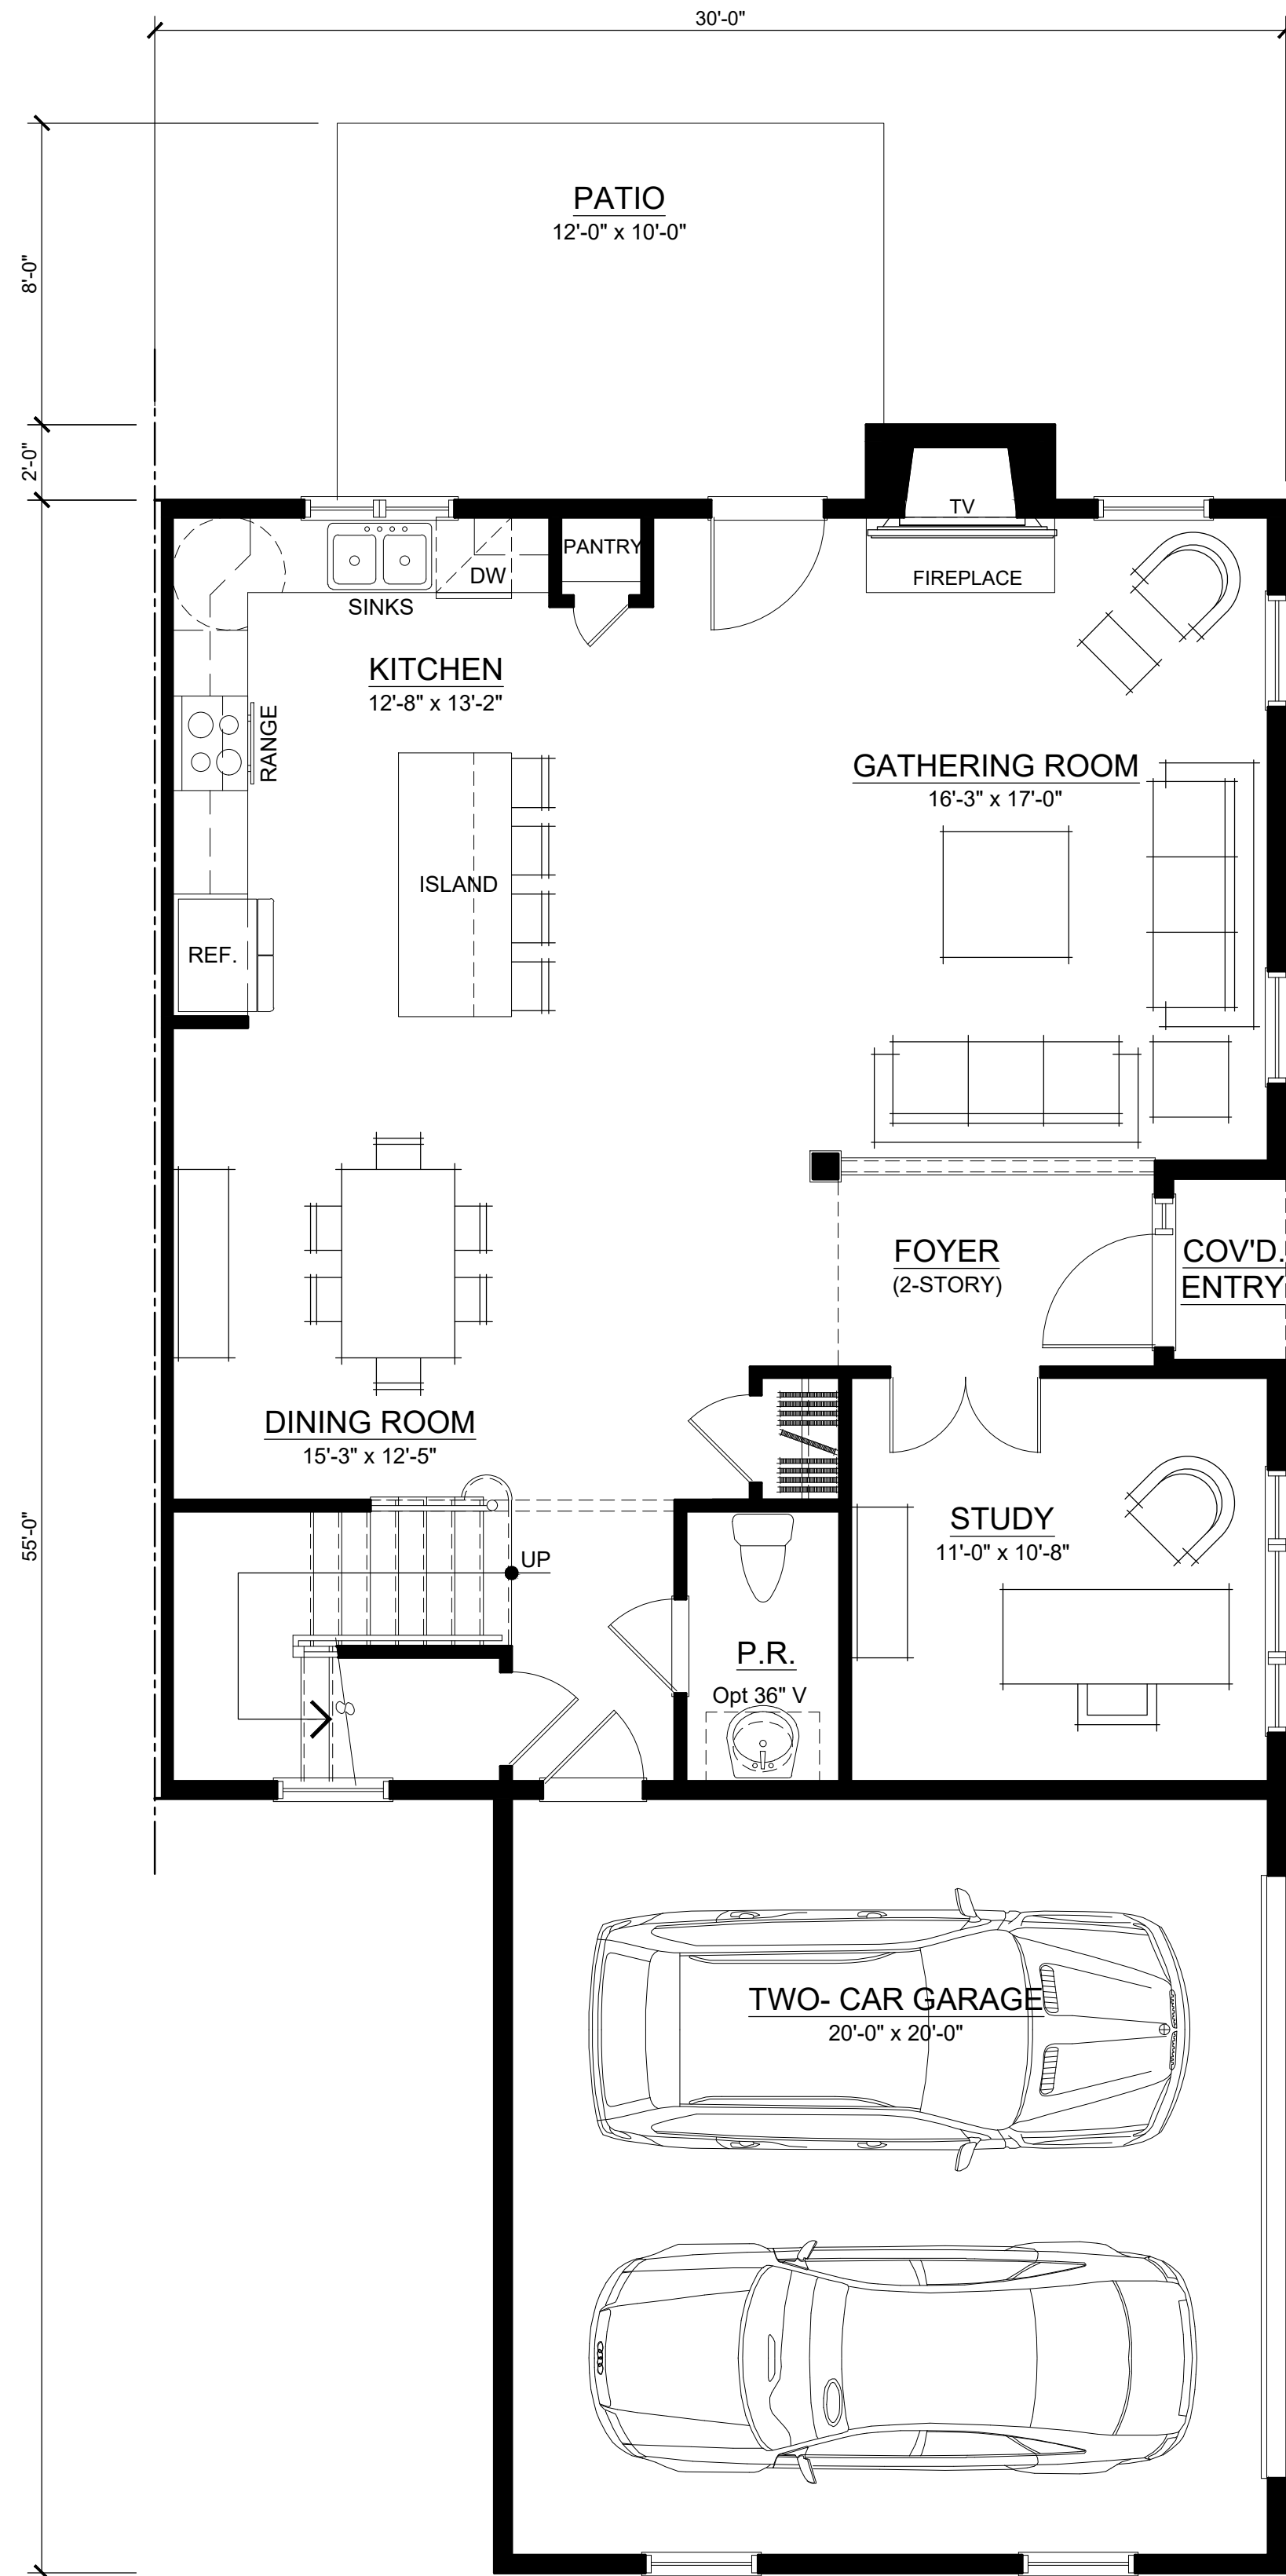 30'-0"
PATIO
12'-0" x 10'-0"
8'-0"
2'-0"
TV
FIREPLACE
PANTRY
DW
SINKS
KITCHEN
12'-8" x 13'-2"
RANGE
GATHERING ROOM
16'-3" x 17'-0"
ISLAND
REF.
FOYER
(2-STORY)
COV'D.
ENTRY
DINING ROOM
15'-3" x 12'-5"
55'-0"
STUDY
11'-0" x 10'-8"
UP
P.R.
Opt 36" V
TWO- CAR GARAGE
20'-0" x 20'-0"